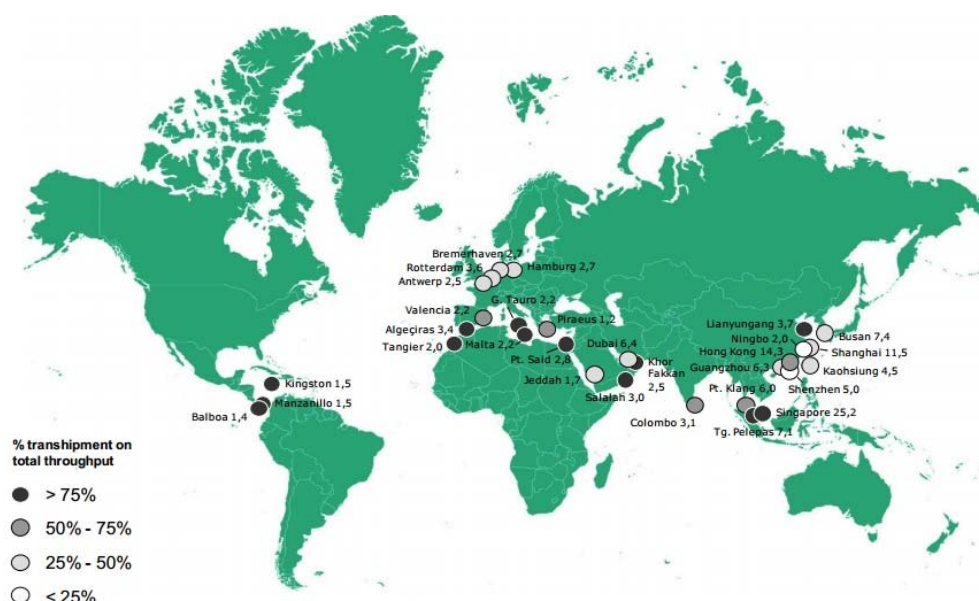 Bremerhaven 2,7
Rotterdam 3,6
Hamburg 2,7
Antwerp 2,5
G. Tauro 2,2
Valencia 2,2
Piraeus 1,2
Algeçiras 3,4
Tangier 2,0
Malta 2,2
Pt. Said 2,8
Dubai 6,4
Khor
Fakkan
2,5
Jeddah 1,7
Salalah 3,0
Lianyungang 3,7
Busan 7,4
Ningbo 2,0
Shanghai 11,5
Hong Kong 14,3
Guangzhou 6,3
Kaohsiung 4,5
Shenzhen 5,0
Pt. Klang 6,0
Singapore 25,2
Colombo 3,1
Tg. Pelepas 7,1
Kingston 1,5
Manzanillo 1,5
Balboa 1,4
% transhipment on
total throughput
> 75%
50% - 75%
25% - 50%
< 25%